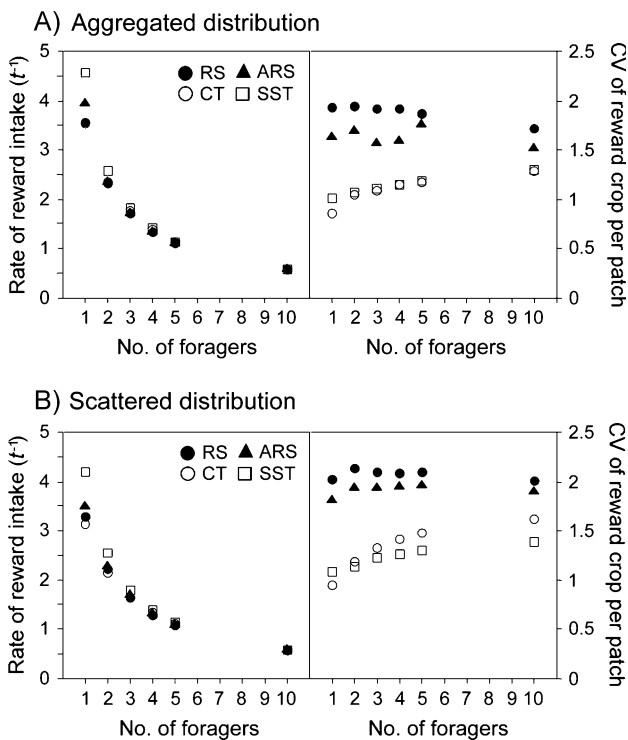 A) Aggregated distribution
Rate of reward intake (t⁻¹)
5
4
3
2
1
0
RS ARS
CT SST
1 2 3 4 5 6 7 8 9 10
No. of foragers
2.5
2
1.5
1
0.5
0
CV of reward crop per patch
1 2 3 4 5 6 7 8 9 10
No. of foragers
B) Scattered distribution
Rate of reward intake (t⁻¹)
5
4
3
2
1
0
RS ARS
CT SST
1 2 3 4 5 6 7 8 9 10
No. of foragers
2.5
2
1.5
1
0.5
0
CV of reward crop per patch
1 2 3 4 5 6 7 8 9 10
No. of foragers